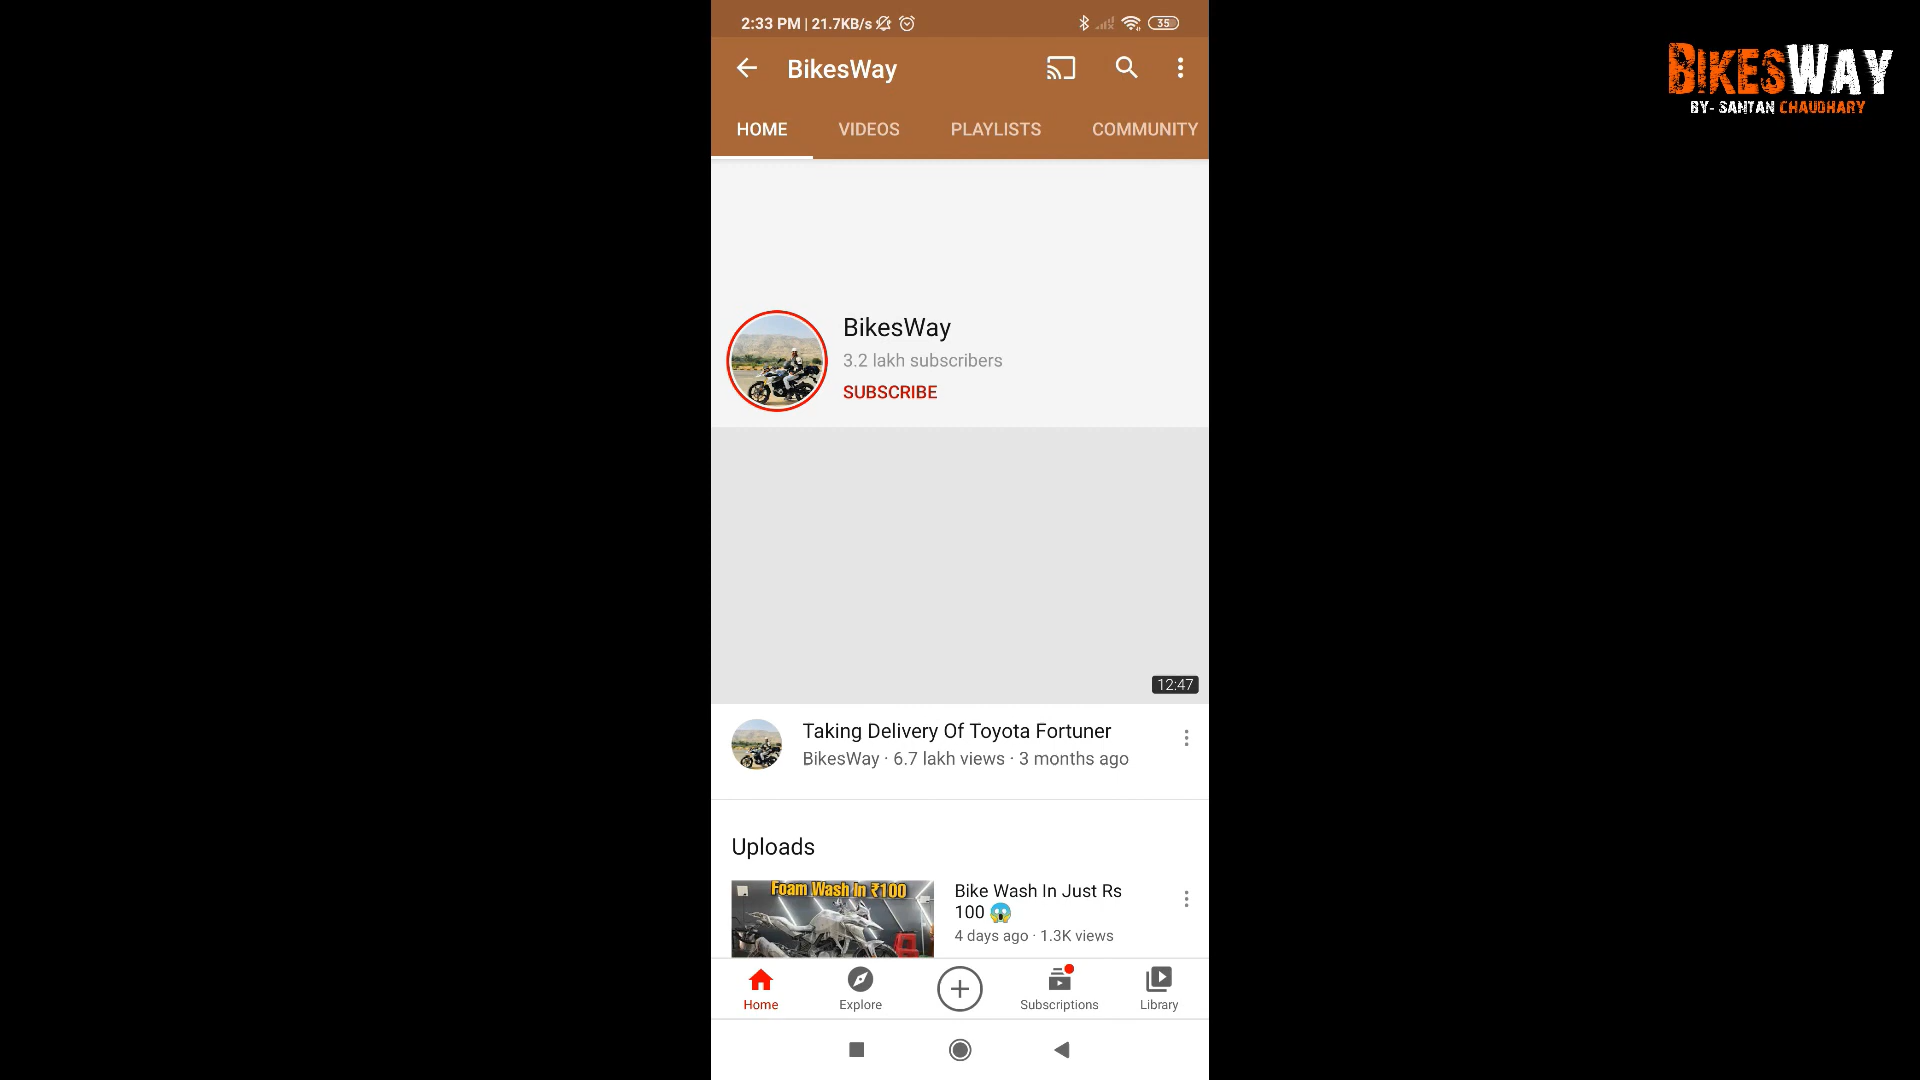 2:33 PM | 21.7KB/s
35
BikesWay
HOME VIDEOS PLAYLISTS COMMUNITY
BikesWay
3.2 lakh subscribers
SUBSCRIBE
12:47
Taking Delivery Of Toyota Fortuner
BikesWay · 6.7 lakh views · 3 months ago
Uploads
Foam Wash In ₹100
Bike Wash In Just Rs
100 😱
4 days ago · 1.3K views
Home Explore Subscriptions Library
BIKESWAY
BY- SANTAN CHAUDHARY